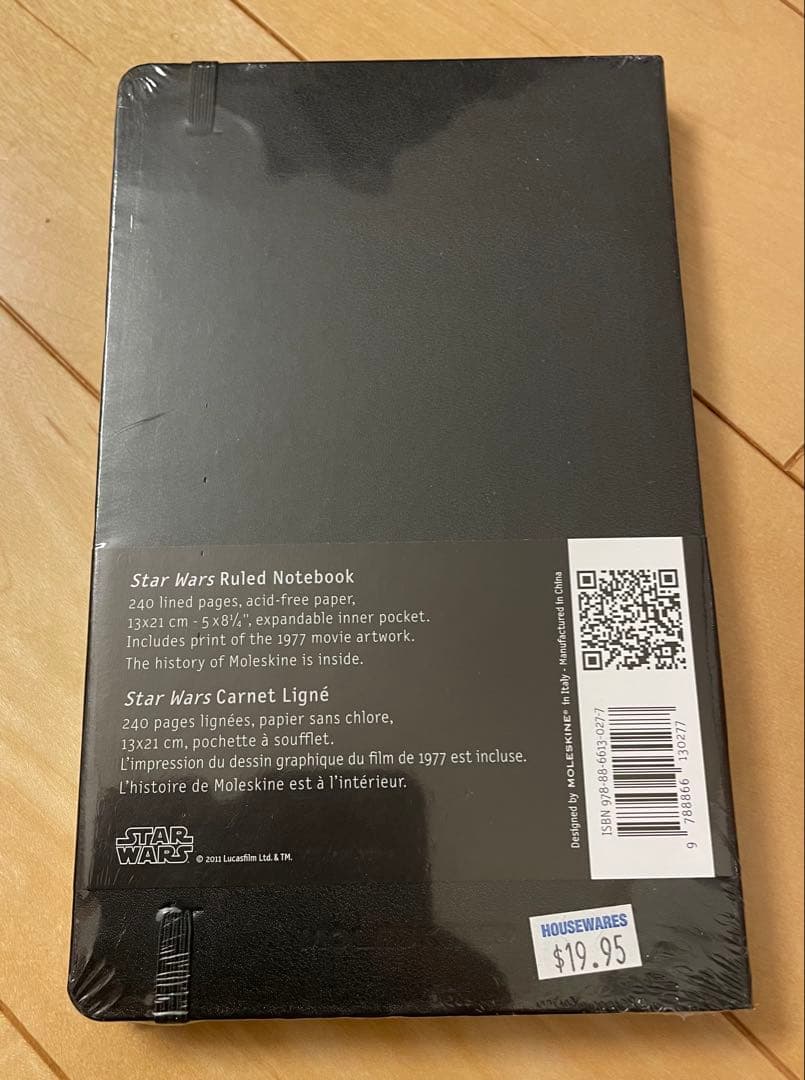 Star Wars Ruled Notebook
240 lined pages, acid-free paper,
13x21 cm - 5x8¼", expandable inner pocket.
Includes print of the 1977 movie artwork.
The history of Moleskine is inside.
Star Wars Carnet Ligné
240 pages lignées, papier sans chlore,
13x21 cm, pochette à soufflet.
L'impression du dessin graphique du film de 1977 est incluse.
L'histoire de Moleskine est à l'intérieur.
STAR
WARS
© 2011 Lucasfilm Ltd. & TM.
Designed by MOLESKINE® in Italy - Manufactured in China
ISBN 978-88-6613-027-7
9 788866 130277
HOUSEWARES
$19.95